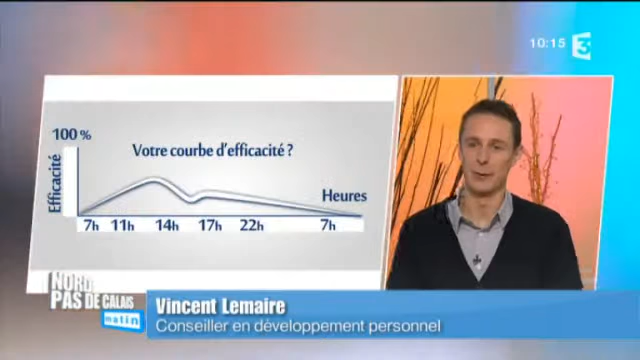 10:15 3
100 %
Votre courbe d'efficacité ?
Efficacité
Heures
7h 11h 14h 17h 22h 7h
NORD
PAS DE CALAIS
matin
Vincent Lemaire
Conseiller en développement personnel